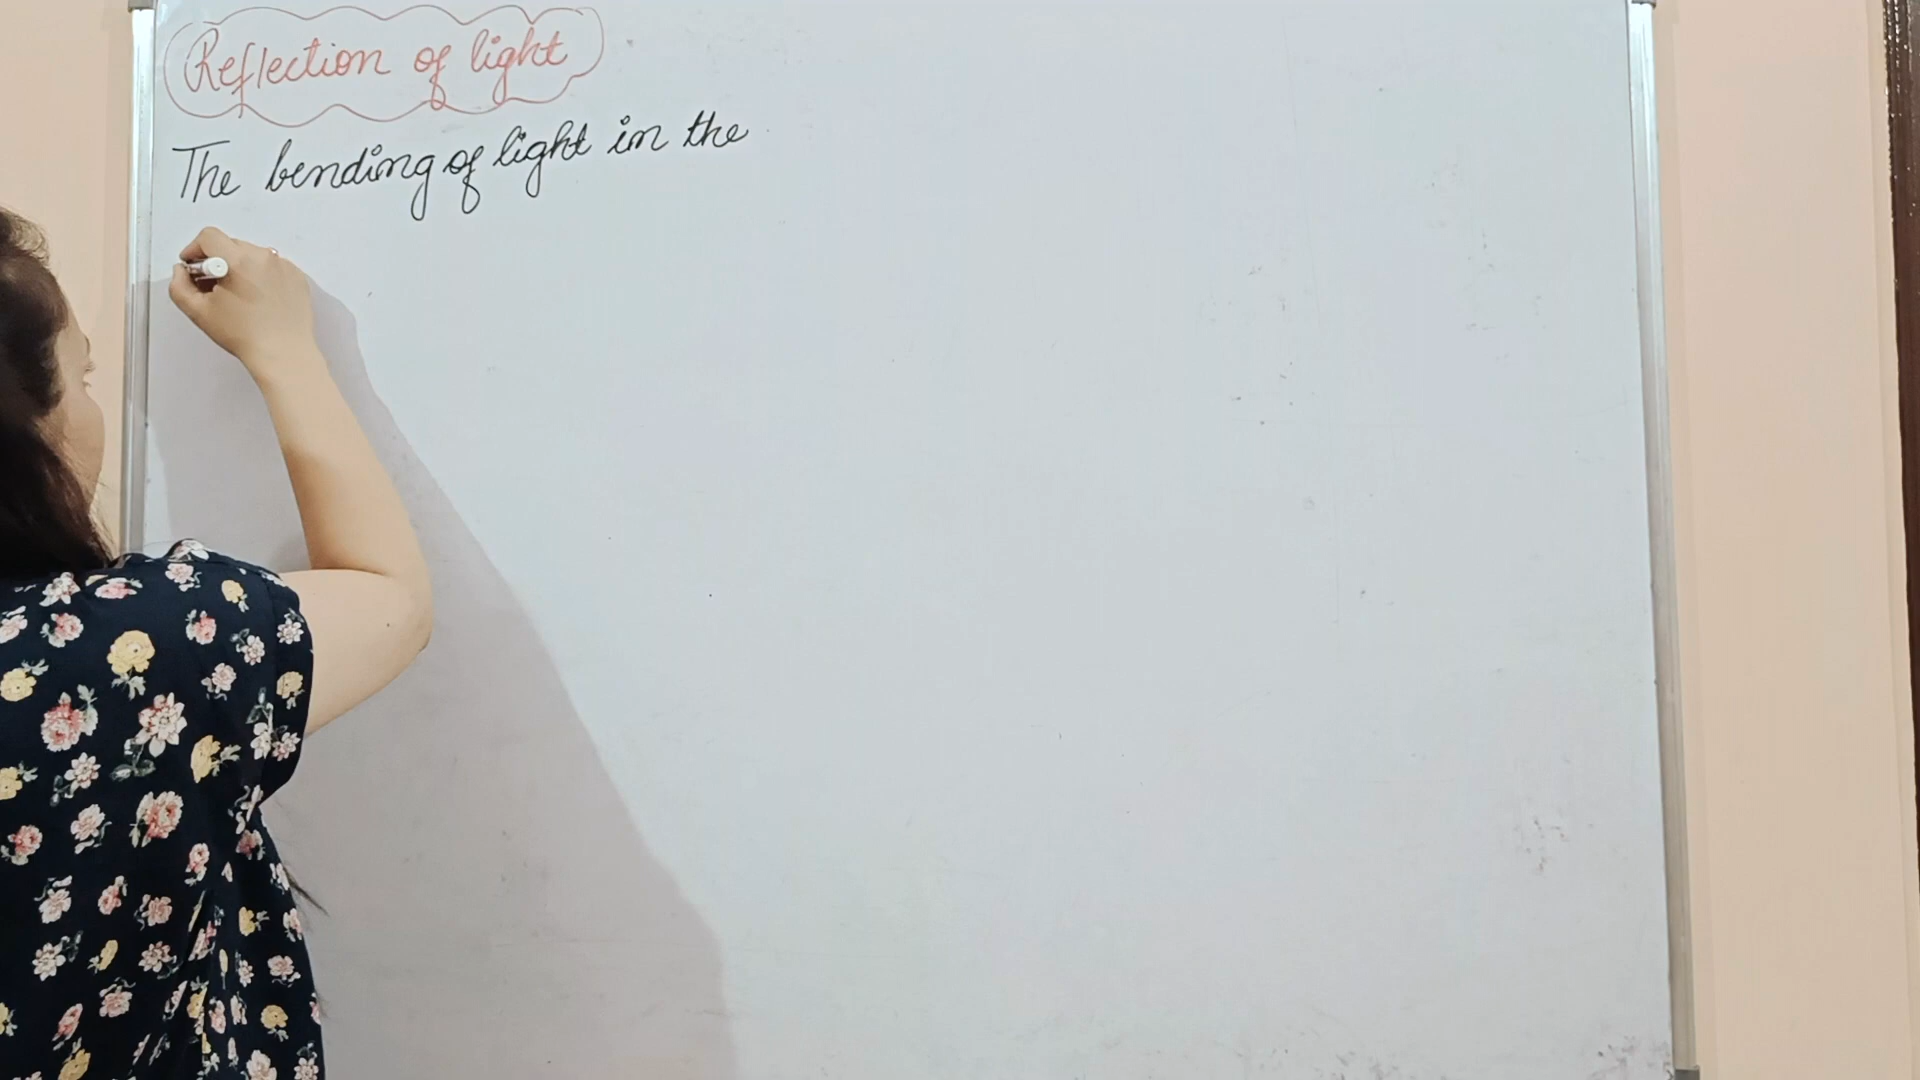 Reflection of light
The bending of light in the